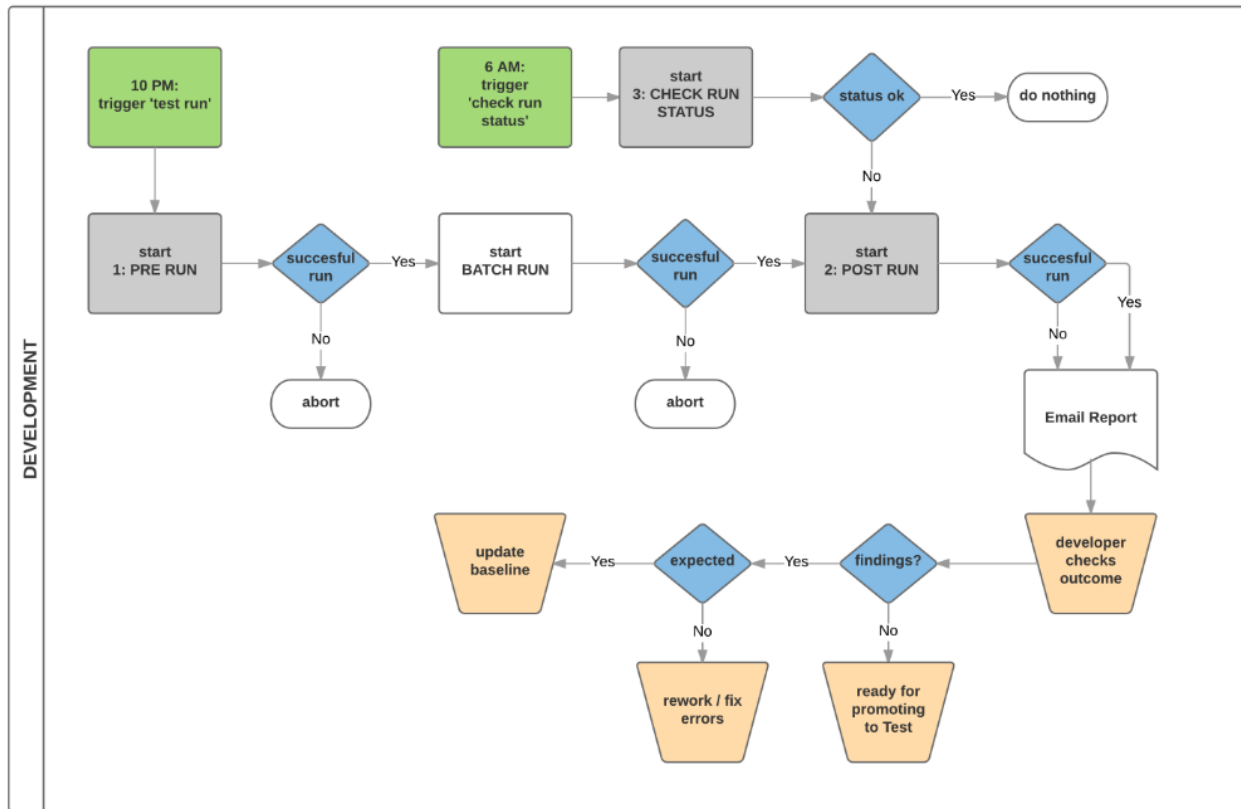 DEVELOPMENT
10 PM:
trigger 'test run'
6 AM:
trigger
'check run
status'
start
3: CHECK RUN
STATUS
status ok
Yes
do nothing
No
start
1: PRE RUN
succesful
run
Yes
start
BATCH RUN
succesful
run
Yes
start
2: POST RUN
succesful
run
Yes
No
No
No
abort
abort
Email Report
update
baseline
Yes
expected
Yes
findings?
developer
checks
outcome
No
No
rework / fix
errors
ready for
promoting
to Test